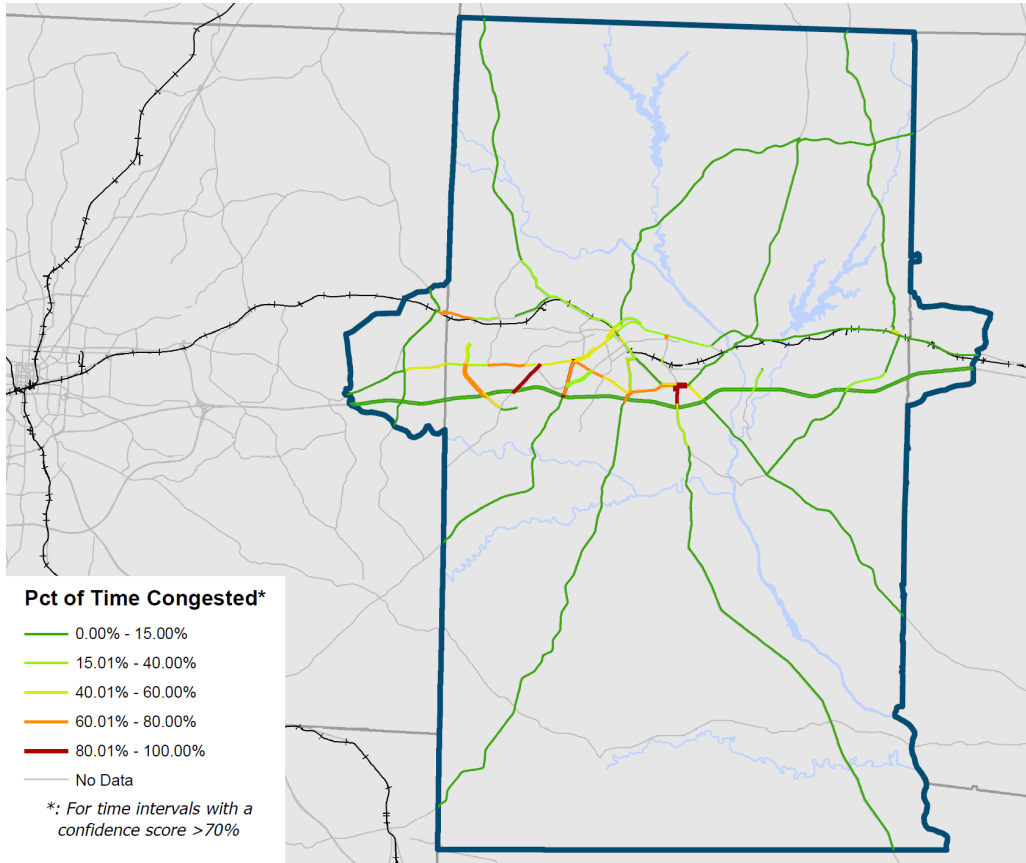 Pct of Time Congested*
0.00% - 15.00%
15.01% - 40.00%
40.01% - 60.00%
60.01% - 80.00%
80.01% - 100.00%
No Data
*: For time intervals with a
confidence score >70%